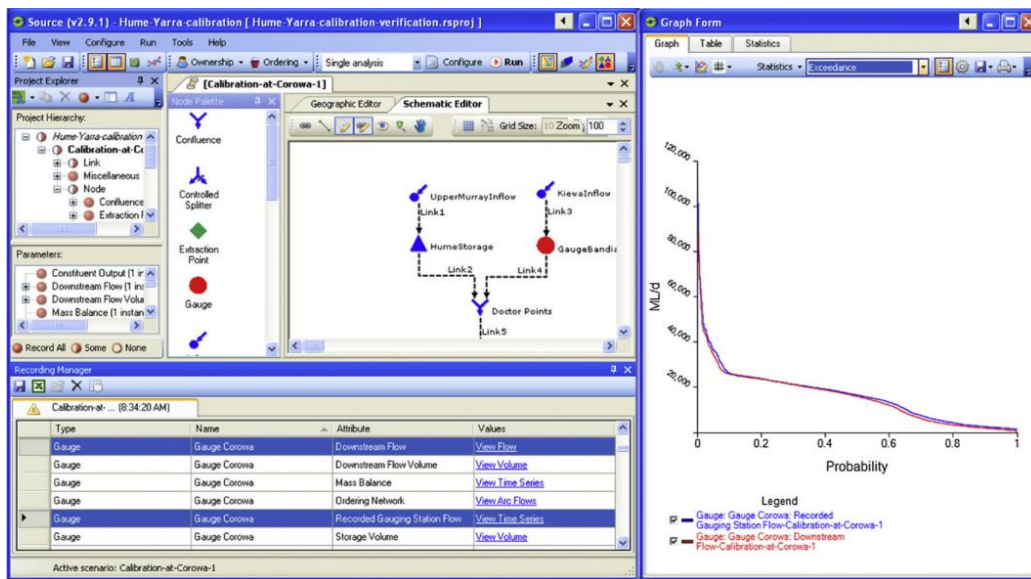 Source (v2.9.1) - Hume-Yarra-calibration [ Hume-Yarra-calibration-verification.rsproj ]
File View Configure Run Tools Help
Ownership Ordering Single analysis Configure Run
Project Explorer
Project Hierarchy:
Hume-Yarra-calibration
Calibration-at-Cc
Link
Miscellaneous
Node
Confluence
Extraction F
Parameters:
Constituent Output (1 ir
Downstream Flow (1 ins
Downstream Flow Volur
Mass Balance (1 instan
Record All Some None
[Calibration-at-Corowa-1]
Node Palette
Confluence
Controlled
Splitter
Extraction
Point
Gauge
Geographic Editor Schematic Editor
Grid Size: 10 Zoom 100
UpperMurrayInflow
KiewaInflow
Link1
Link3
HumeStorage
GaugeBandia
Link2
Link4
Doctor Points
Link5
Recording Manager
Calibration-at- ... (8:34:20 AM)
Type Name Attribute Values
Gauge Gauge Corowa Downstream Flow View Flow
Gauge Gauge Corowa Downstream Flow Volume View Volume
Gauge Gauge Corowa Mass Balance View Time Series
Gauge Gauge Corowa Ordering Network View Arc Flows
Gauge Gauge Corowa Recorded Gauging Station Flow View Time Series
Gauge Gauge Corowa Storage Volume View Volume
Active scenario: Calibration-at-Corowa-1
Graph Form
Graph Table Statistics
Statistics Exceedance
120,000
100,000
80,000
60,000
40,000
20,000
ML/d
0 0.2 0.4 0.6 0.8 1
Probability
Legend
Gauge: Gauge Corowa: Recorded
Gauging Station Flow-Calibration-at-Corowa-1
Gauge: Gauge Corowa: Downstream
Flow-Calibration-at-Corowa-1